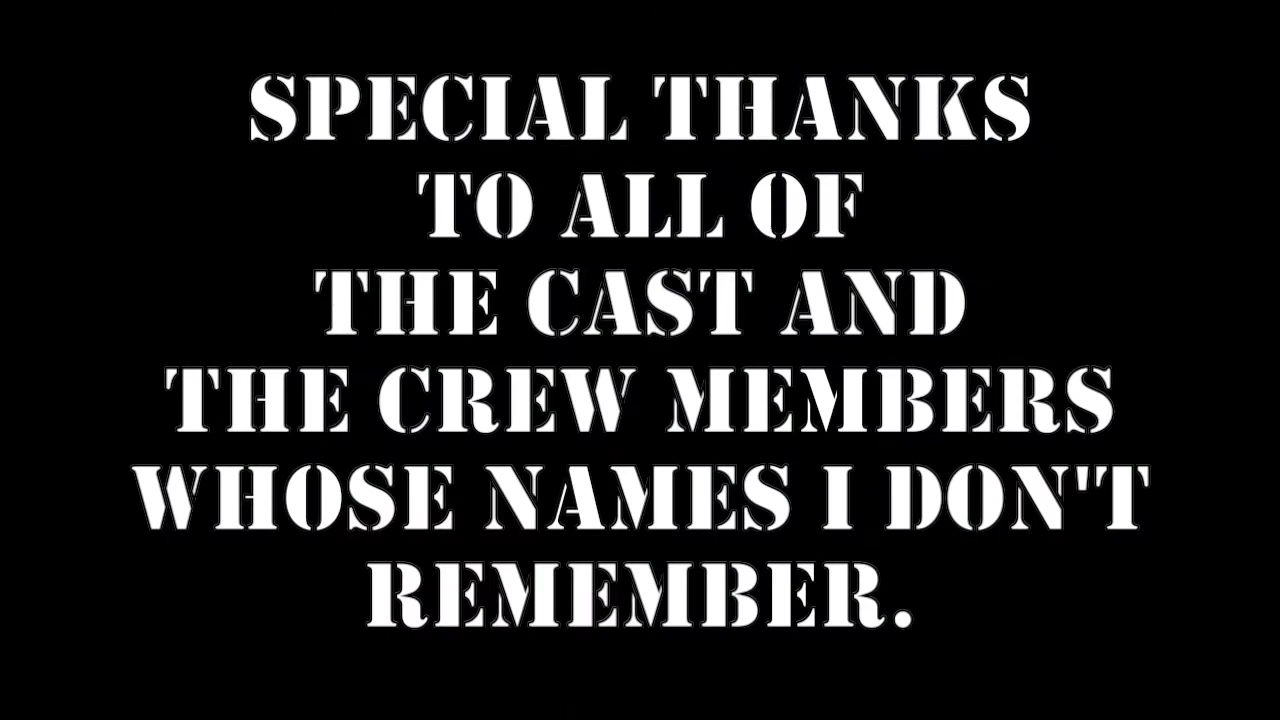 SPECIAL THANKS
TO ALL OF
THE CAST AND
THE CREW MEMBERS
WHOSE NAMES I DON'T
REMEMBER.